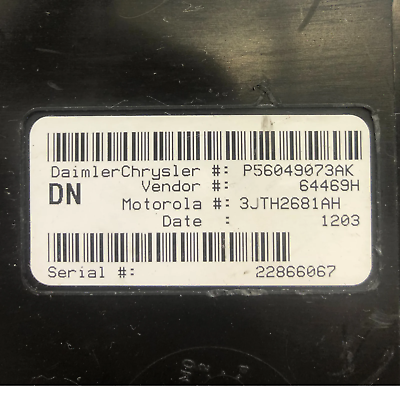 DaimlerChrysler #: P56049073AK
DN Vendor #: 64469H
Motorola #: 3JTH2681AH
Date : 1203
Serial #: 22866067